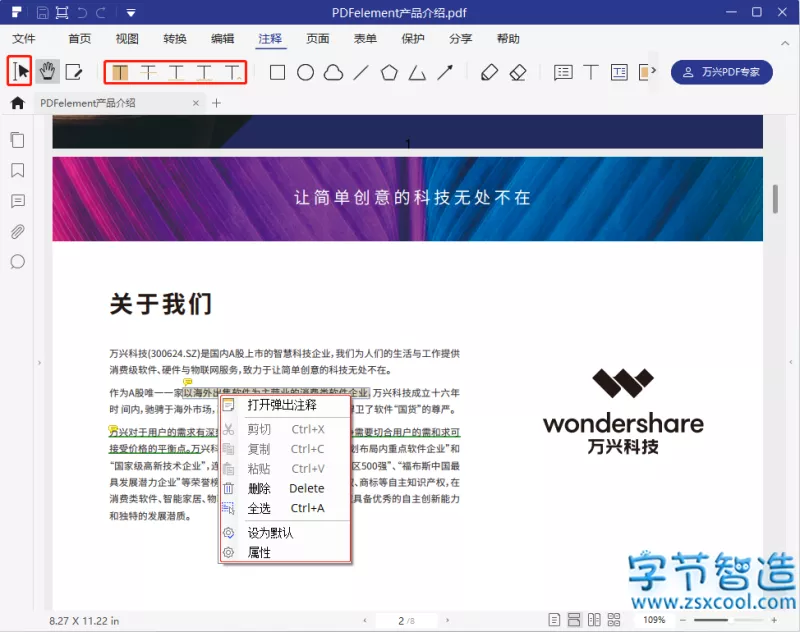 PDFelement产品介绍.pdf
文件 首页 视图 转换 编辑 注释 页面 表单 保护 分享 帮助
万兴PDF专家
PDFelement产品介绍
1
让简单创意的科技无处不在
关于我们
万兴科技(300624.SZ)是国内A股上市的智慧科技企业,我们为人们的生活与工作提供
消费级软件、硬件与物联网服务,致力于让简单创意的科技无处不在。
作为A股唯一一家以海外出售软件为主营业的消费类软件企业,万兴科技成立十六年
时间内,驰骋于海外市场,
卫了软件“国货”的尊严。
万兴对于用户的需求有深
需要切合用户的需和求可
接受价格的平衡点。万兴科
划布局内重点软件企业”和
“国家级高新技术企业”,连
区500强”、“福布斯中国最
具发展潜力企业”等荣誉榜
、商标等自主知识产权,在
消费类软件、智能家居、物
具备优秀的自主创新能力
和独特的发展潜质。
打开弹出注释
剪切 Ctrl+X
复制 Ctrl+C
粘贴 Ctrl+V
删除 Delete
全选 Ctrl+A
设为默认
属性
wondershare
万兴科技
字节智造
www.zsxcool.com
8.27 X 11.22 in
2 /8
109%